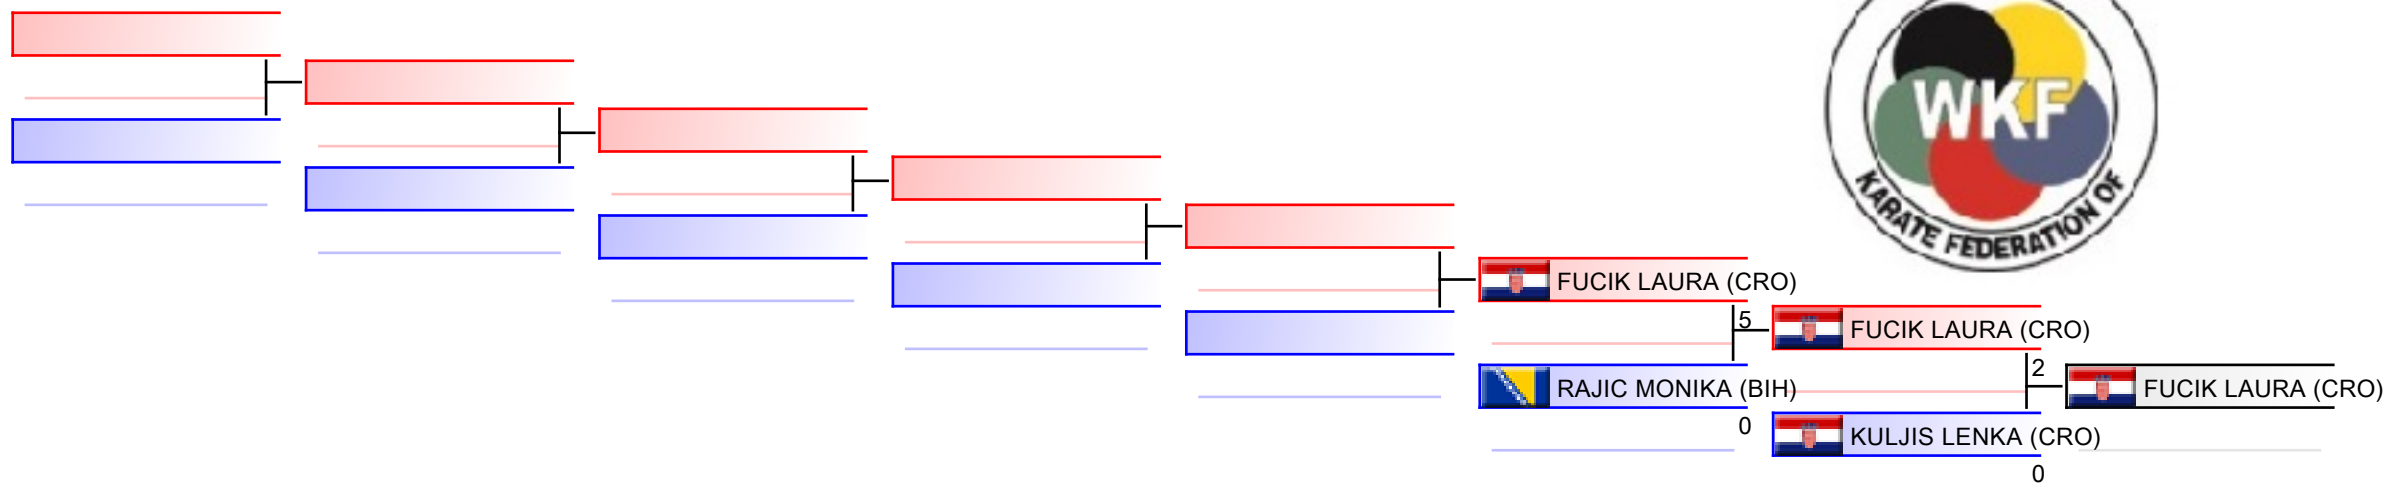 WKF
KARATE FEDERATION OF
FUCIK LAURA (CRO)
5
FUCIK LAURA (CRO)
2
RAJIC MONIKA (BIH)
FUCIK LAURA (CRO)
0
KULJIS LENKA (CRO)
0